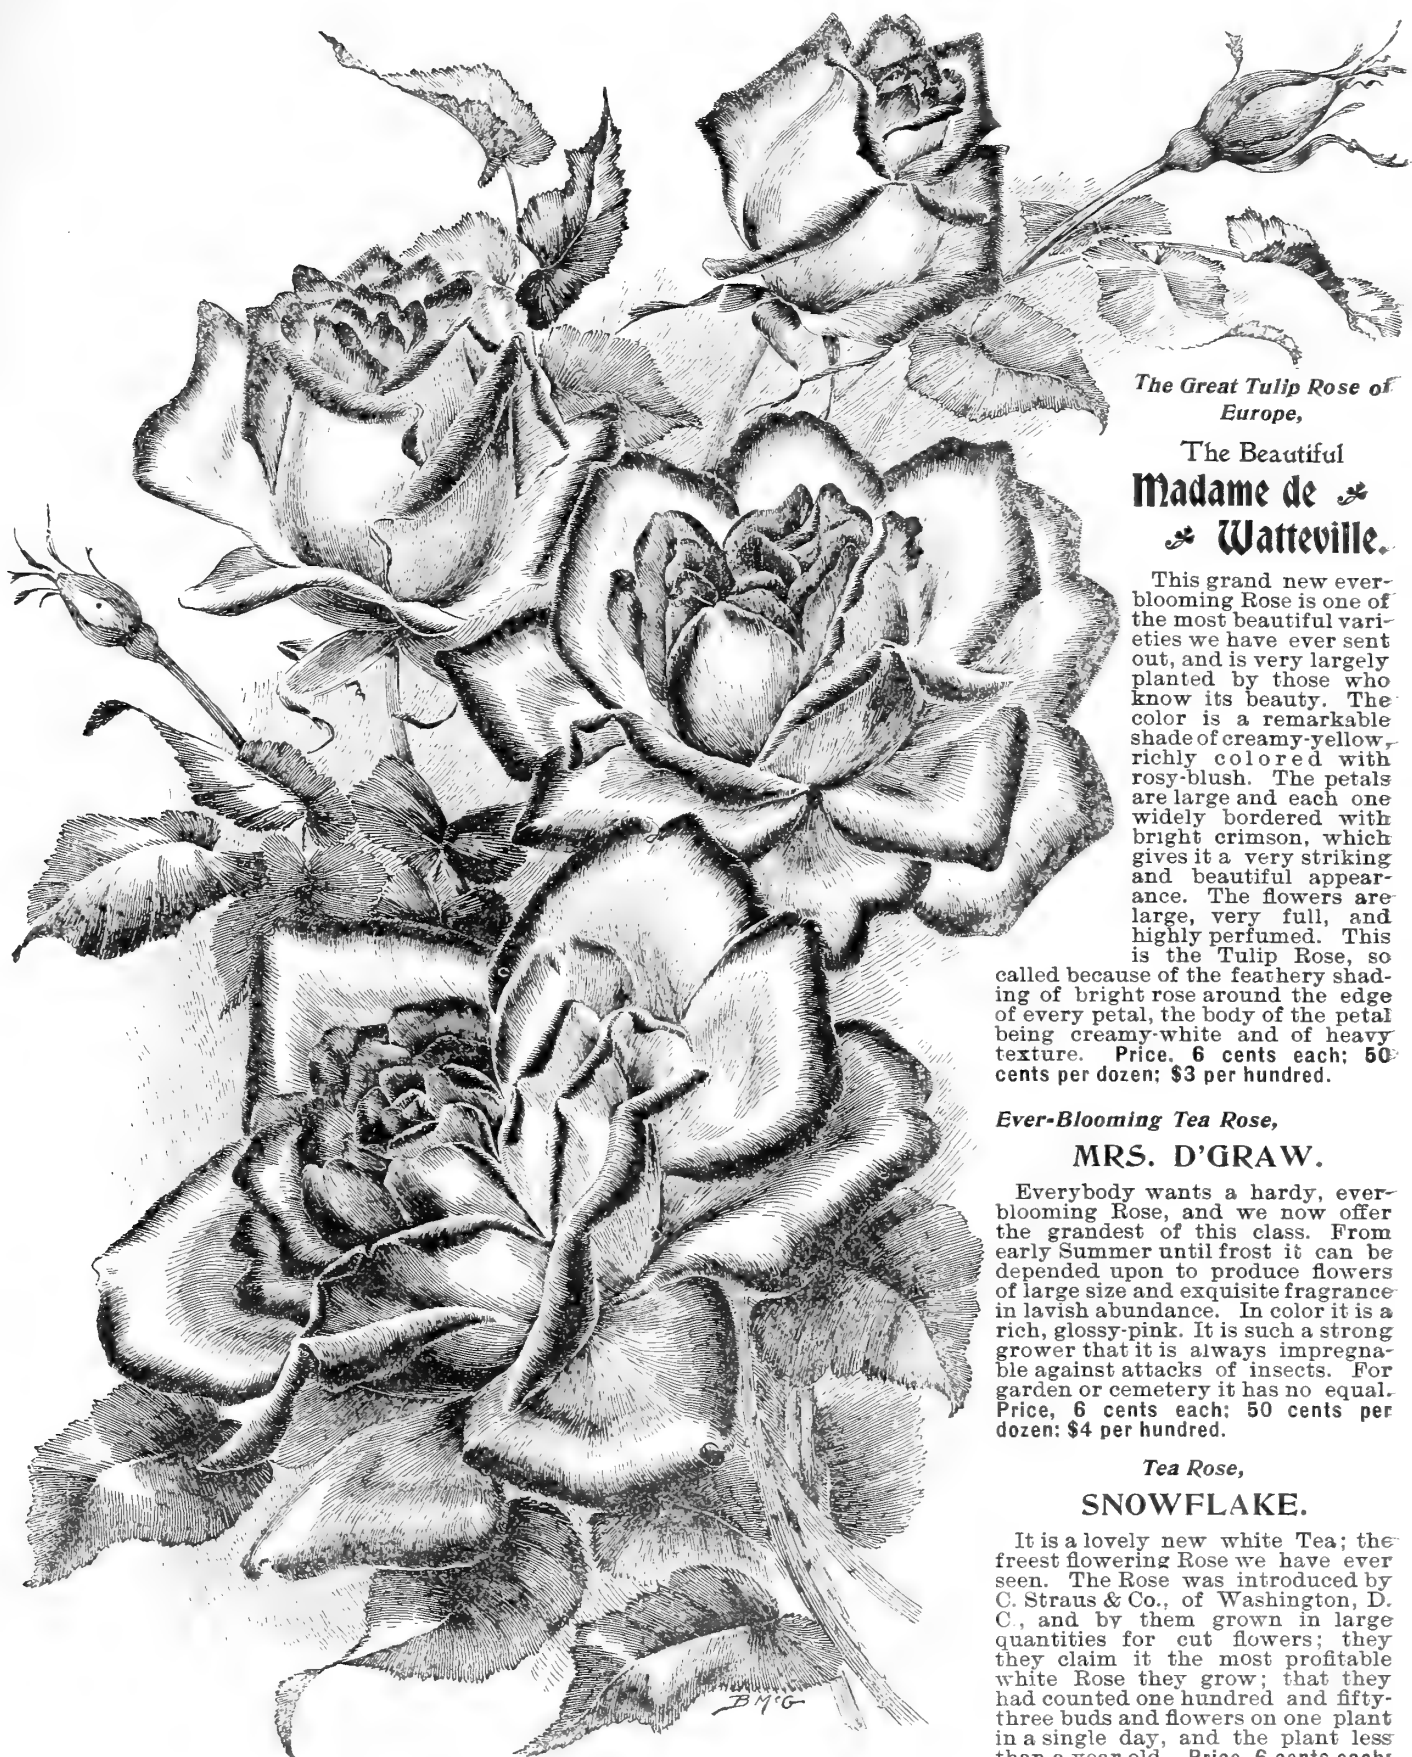 The Great Tulip Rose of
Europe,
The Beautiful
Madame de
Watteville.
This grand new ever-
blooming Rose is one of
the most beautiful vari-
eties we have ever sent
out, and is very largely
planted by those who
know its beauty. The
color is a remarkable
shade of creamy-yellow,
richly colored with
rosy-blush. The petals
are large and each one
widely bordered with
bright crimson, which
gives it a very striking
and beautiful appear-
ance. The flowers are
large, very full, and
highly perfumed. This
is the Tulip Rose, so
called because of the feathery shad-
ing of bright rose around the edge
of every petal, the body of the petal
being creamy-white and of heavy
texture. Price, 6 cents each; 50
cents per dozen; $3 per hundred.
Ever-Blooming Tea Rose,
MRS. D'GRAW.
Everybody wants a hardy, ever-
blooming Rose, and we now offer
the grandest of this class. From
early Summer until frost it can be
depended upon to produce flowers
of large size and exquisite fragrance
in lavish abundance. In color it is a
rich, glossy-pink. It is such a strong
grower that it is always impregna-
ble against attacks of insects. For
garden or cemetery it has no equal.
Price, 6 cents each; 50 cents per
dozen; $4 per hundred.
Tea Rose,
SNOWFLAKE.
It is a lovely new white Tea; the
freest flowering Rose we have ever
seen. The Rose was introduced by
C. Straus & Co., of Washington, D.
C., and by them grown in large
quantities for cut flowers; they
they claim it the most profitable
white Rose they grow; that they
had counted one hundred and fifty-
three buds and flowers on one plant
in a single day, and the plant less
than a year old. Price, 6 cents each;
B McG